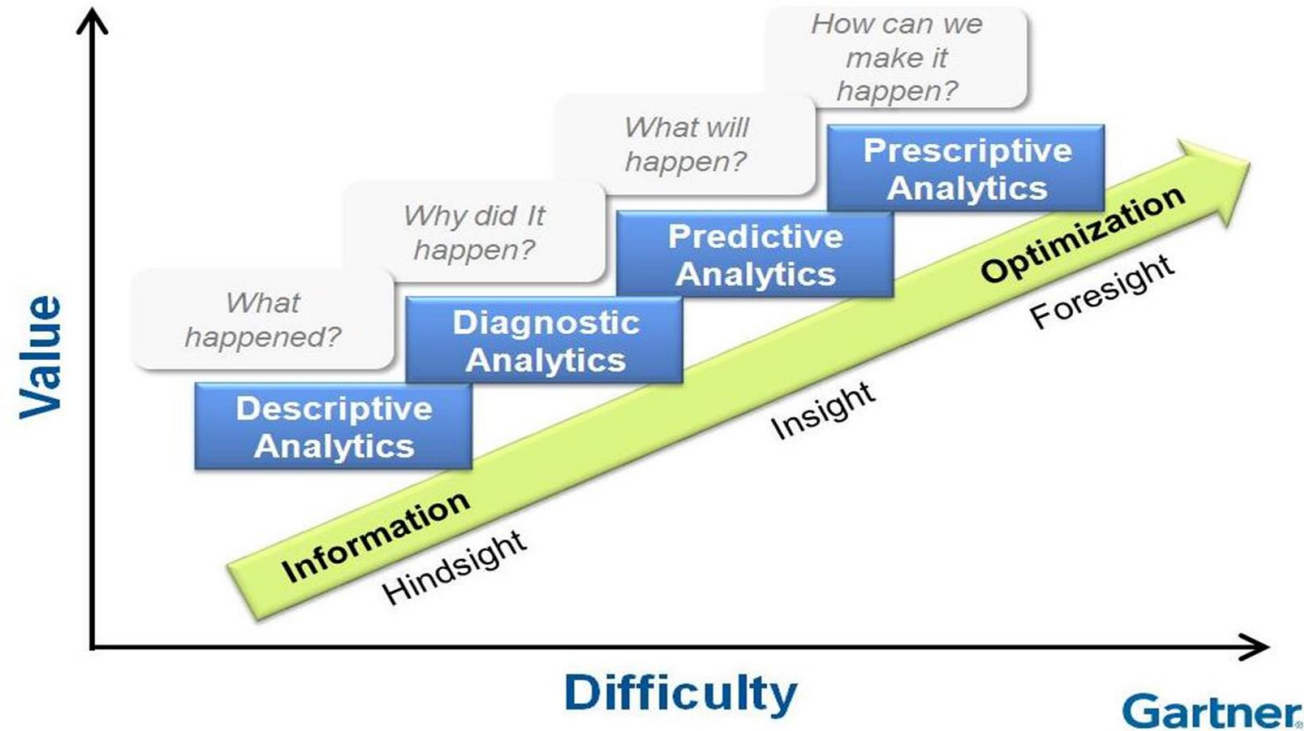 How can we
make it
happen?
What will
happen?
Prescriptive
Analytics
Why did It
happen?
Predictive
Analytics
What
happened?
Diagnostic
Analytics
Descriptive
Analytics
Value
Information
Optimization
Hindsight
Insight
Foresight
Difficulty
Gartner®